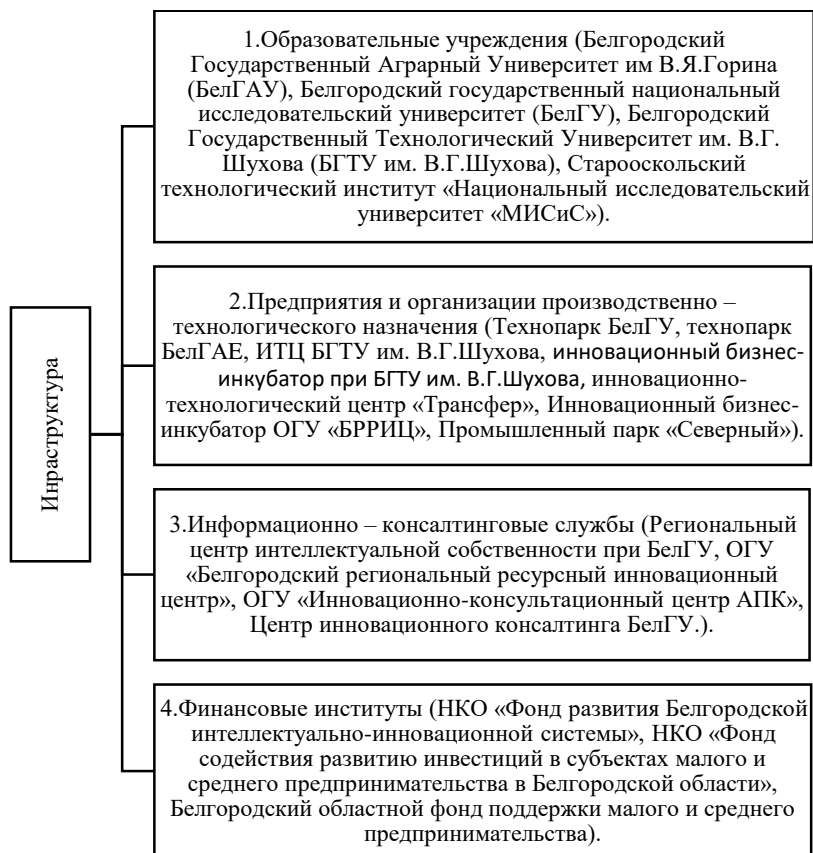 Инраструктура
1.Образовательные учреждения (Белгородский
Государственный Аграрный Университет им В.Я.Горина
(БелГАУ), Белгородский государственный национальный
исследовательский университет (БелГУ), Белгородский
Государственный Технологический Университет им. В.Г.
Шухова (БГТУ им. В.Г.Шухова), Старооскольский
технологический институт «Национальный исследовательский
университет «МИСиС»).
2.Предприятия и организации производственно –
технологического назначения (Технопарк БелГУ, технопарк
БелГАЕ, ИТЦ БГТУ им. В.Г.Шухова, инновационный бизнес-
инкубатор при БГТУ им. В.Г.Шухова, инновационно-
технологический центр «Трансфер», Инновационный бизнес-
инкубатор ОГУ «БРРИЦ», Промышленный парк «Северный»).
3.Информационно – консалтинговые службы (Региональный
центр интеллектуальной собственности при БелГУ, ОГУ
«Белгородский региональный ресурсный инновационный
центр», ОГУ «Инновационно-консультационный центр АПК»,
Центр инновационного консалтинга БелГУ.).
4.Финансовые институты (НКО «Фонд развития Белгородской
интеллектуально-инновационной системы», НКО «Фонд
содействия развитию инвестиций в субъектах малого и
среднего предпринимательства в Белгородской области»,
Белгородский областной фонд поддержки малого и среднего
предпринимательства).